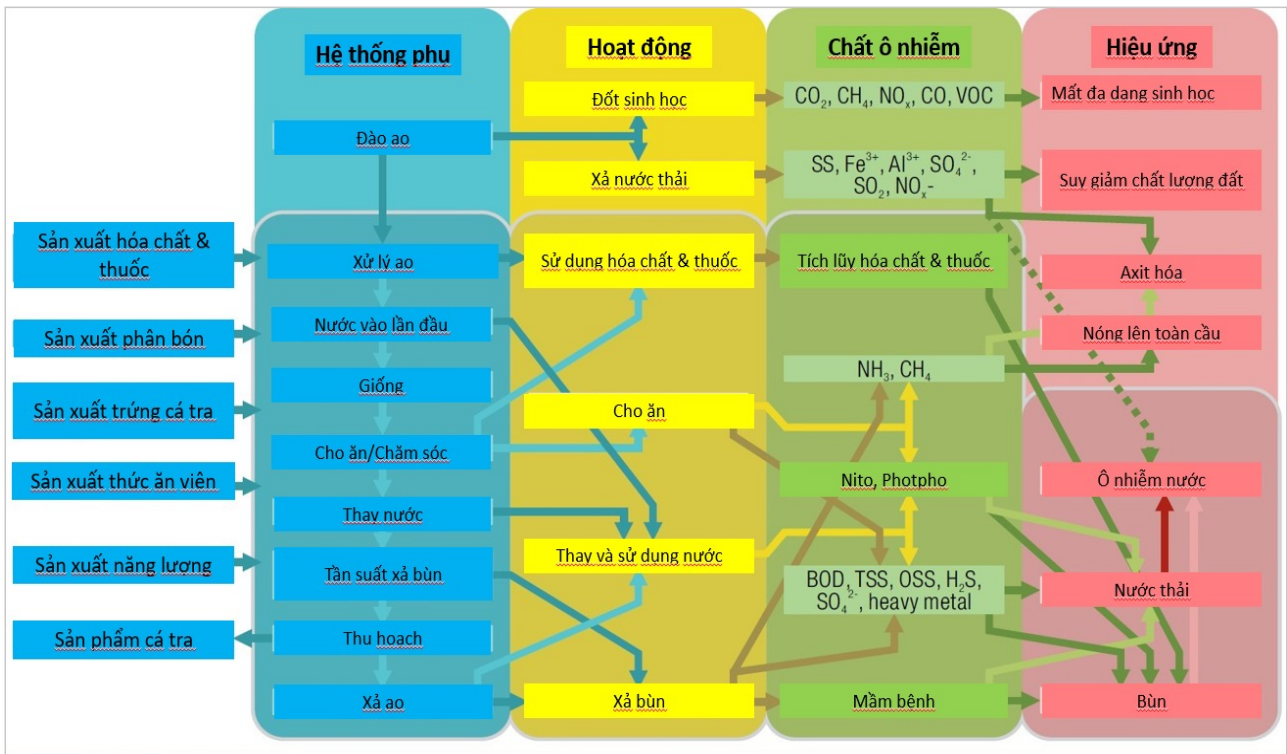 Hệ thống phụ
Hoạt động
Chất ô nhiễm
Hiệu ứng
Đốt sinh học
CO₂, CH₄, NOₓ, CO, VOC
Mất đa dạng sinh học
Đào ao
Xả nước thải
SS, Fe³⁺, Al³⁺, SO₄²⁻,
SO₂, NOₓ-
Suy giảm chất lượng đất
Sản xuất hóa chất &
thuốc
Xử lý ao
Sử dụng hóa chất & thuốc
Tích lũy hóa chất & thuốc
Axit hóa
Sản xuất phân bón
Nước vào lần đầu
Nóng lên toàn cầu
Giống
NH₃, CH₄
Sản xuất trứng cá tra
Cho ăn
Cho ăn/Chăm sóc
Sản xuất thức ăn viên
Nito, Photpho
Ô nhiễm nước
Thay nước
Thay và sử dụng nước
Sản xuất năng lượng
Tần suất xả bùn
BOD, TSS, OSS, H₂S,
SO₄²⁻, heavy metal
Nước thải
Sản phẩm cá tra
Thu hoạch
Xả ao
Xả bùn
Mầm bệnh
Bùn